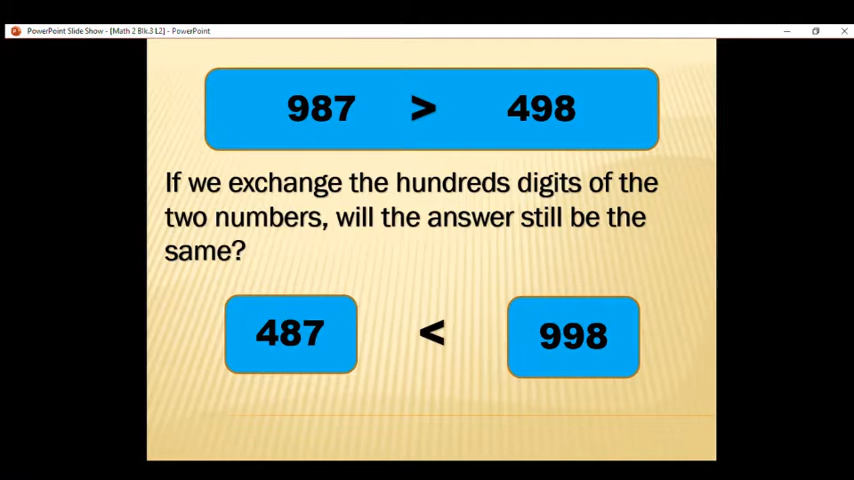 PowerPoint Slide Show - [Math 2 Blk.3 L2] - PowerPoint
987 > 498
If we exchange the hundreds digits of the
two numbers, will the answer still be the
same?
487 < 998